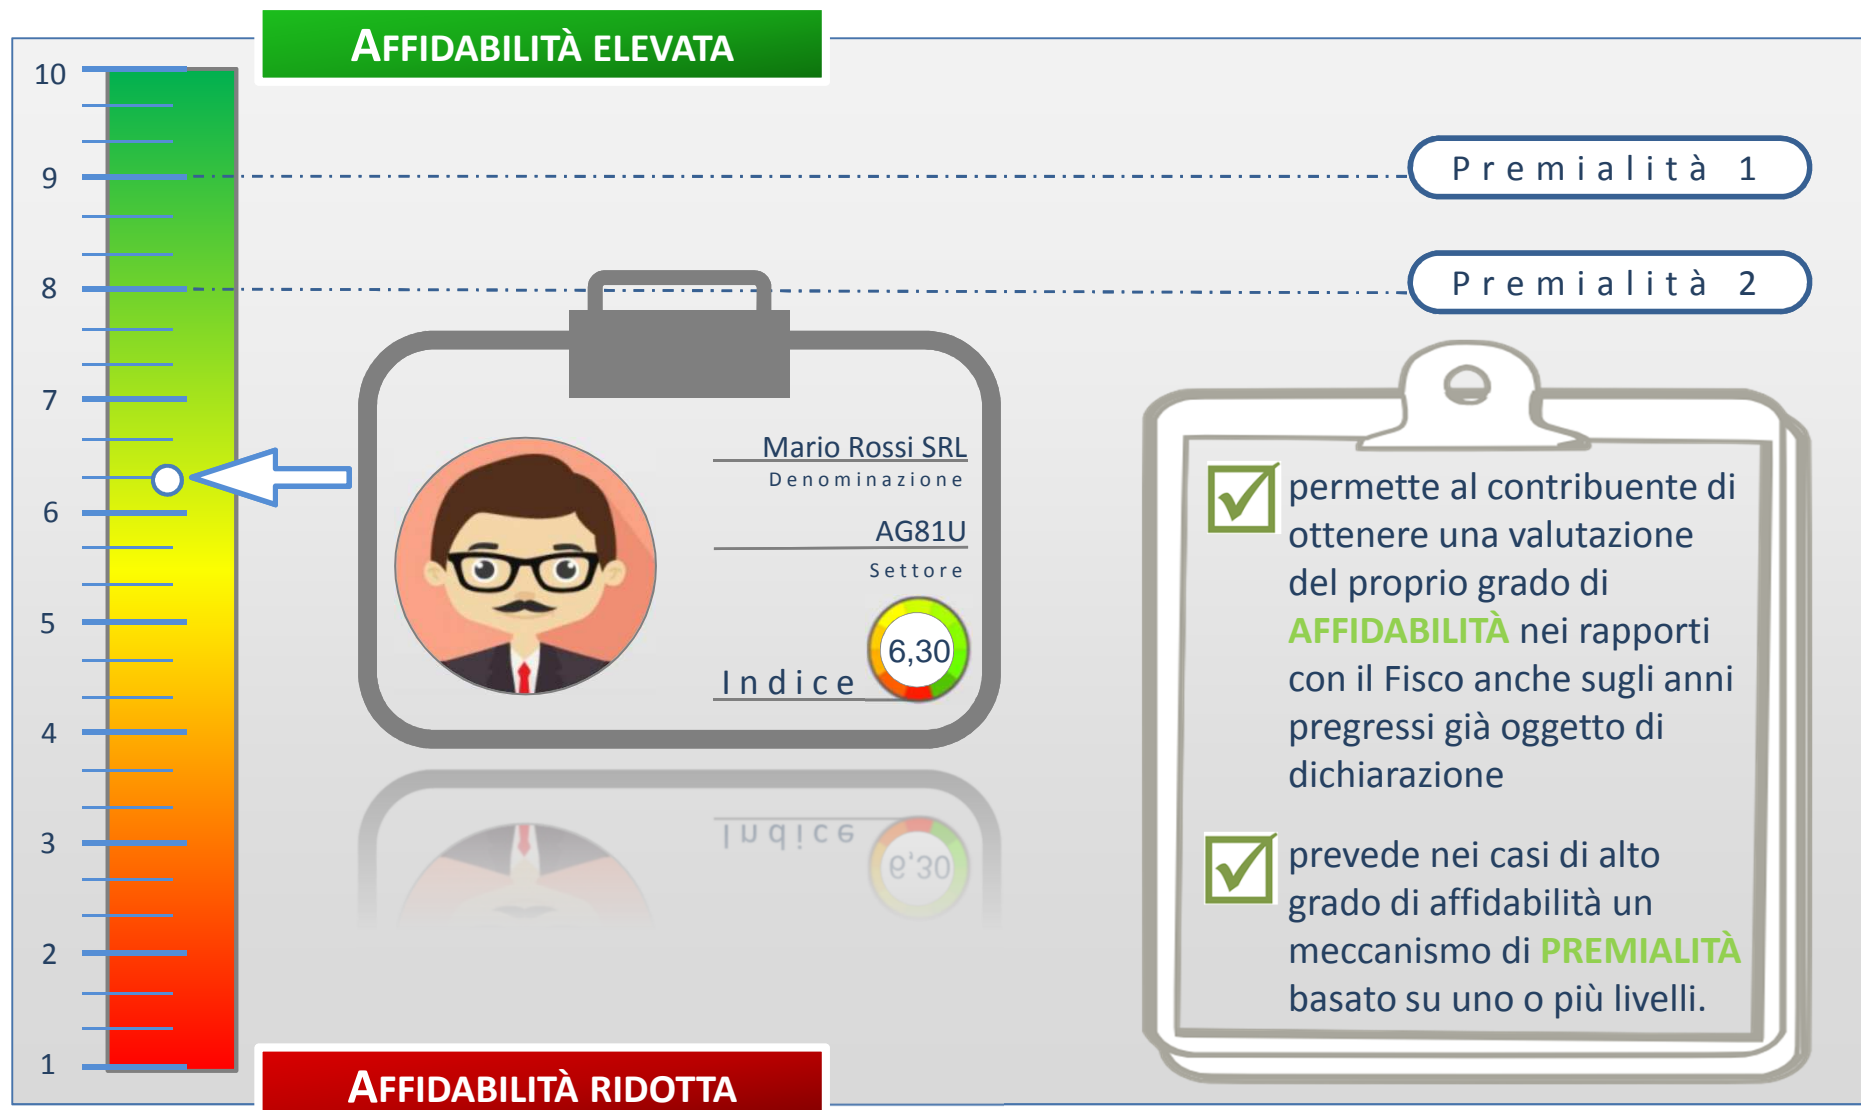 AFFIDABILITÀ ELEVATA
10
9
8
7
6
5
4
3
2
1
Premialità 1
Premialità 2
Mario Rossi SRL
Denominazione
AG81U
Settore
6,30
Indice
Indice
6,30
permette al contribuente di
ottenere una valutazione
del proprio grado di
AFFIDABILITÀ nei rapporti
con il Fisco anche sugli anni
pregressi già oggetto di
dichiarazione
prevede nei casi di alto
grado di affidabilità un
meccanismo di PREMIALITÀ
basato su uno o più livelli.
AFFIDABILITÀ RIDOTTA